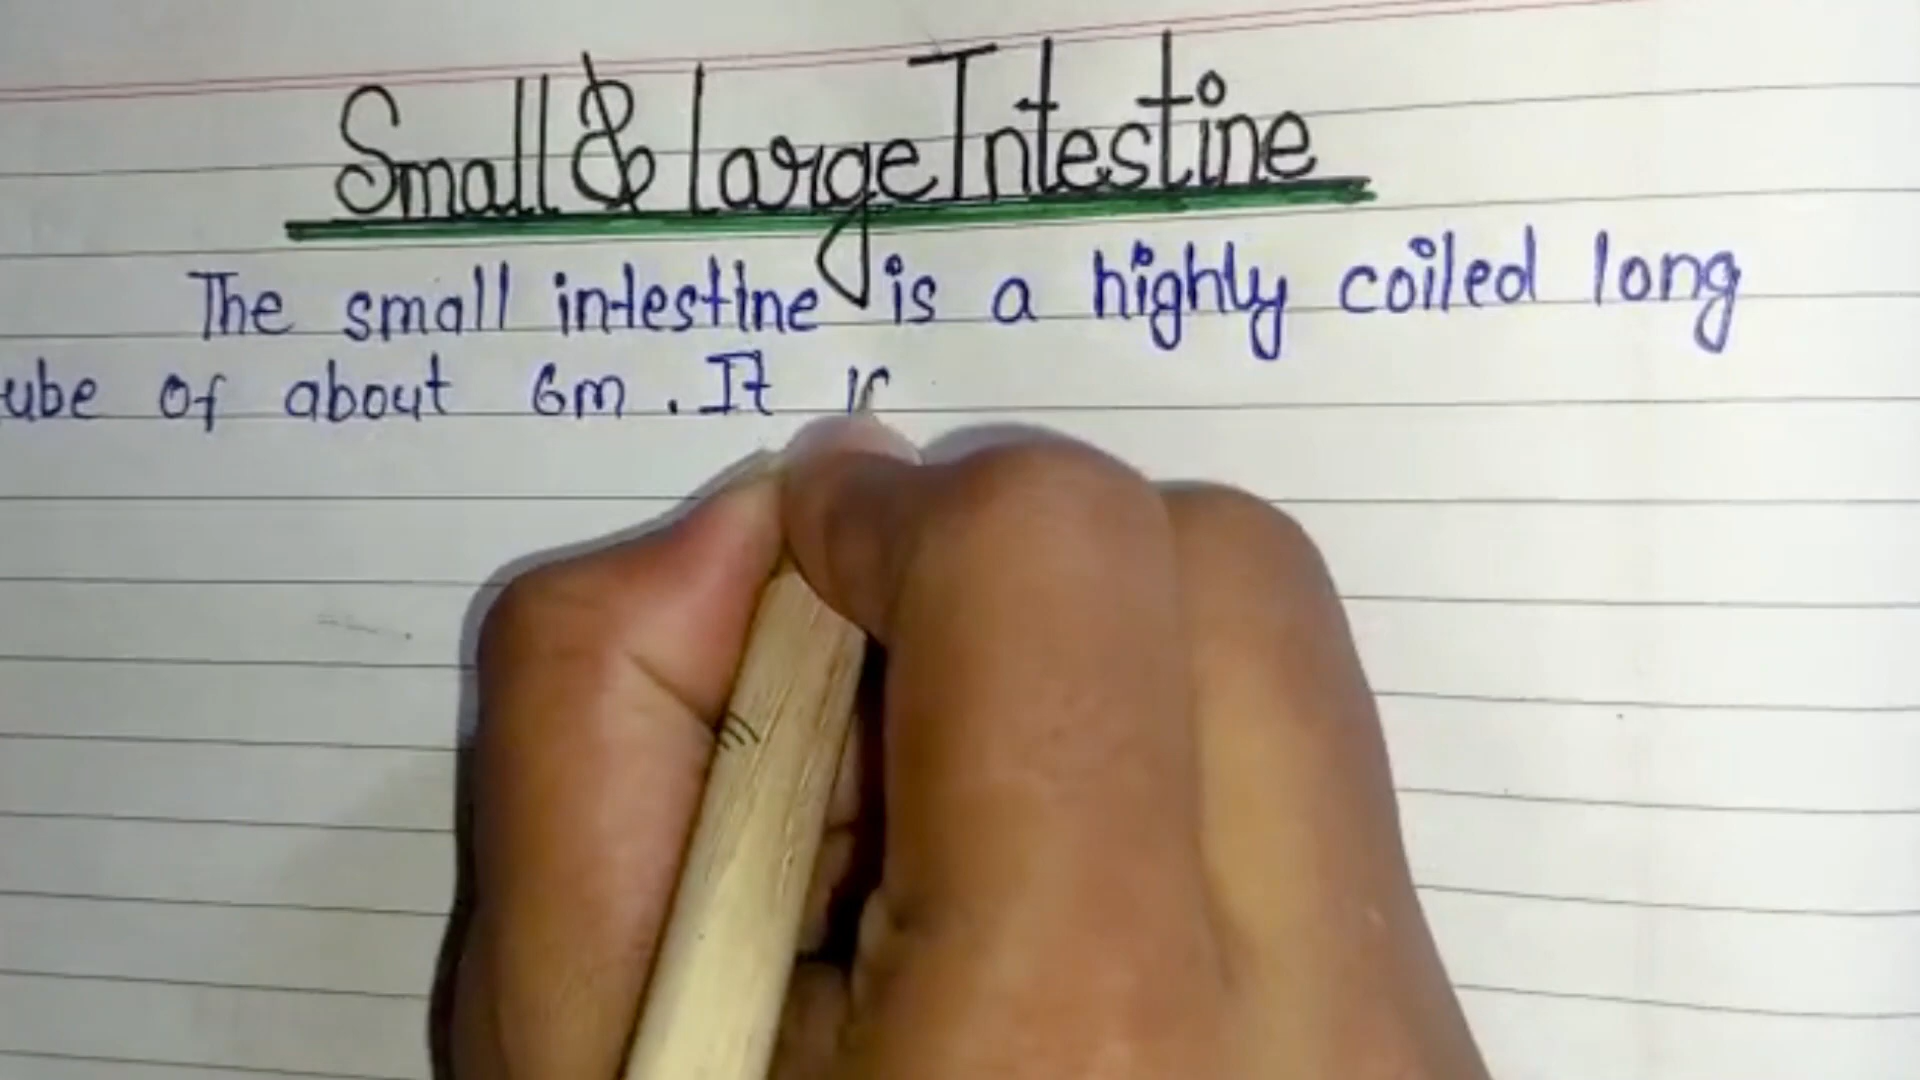 Small & large Intestine
The small intestine is a highly coiled long
ube of about 6m. It